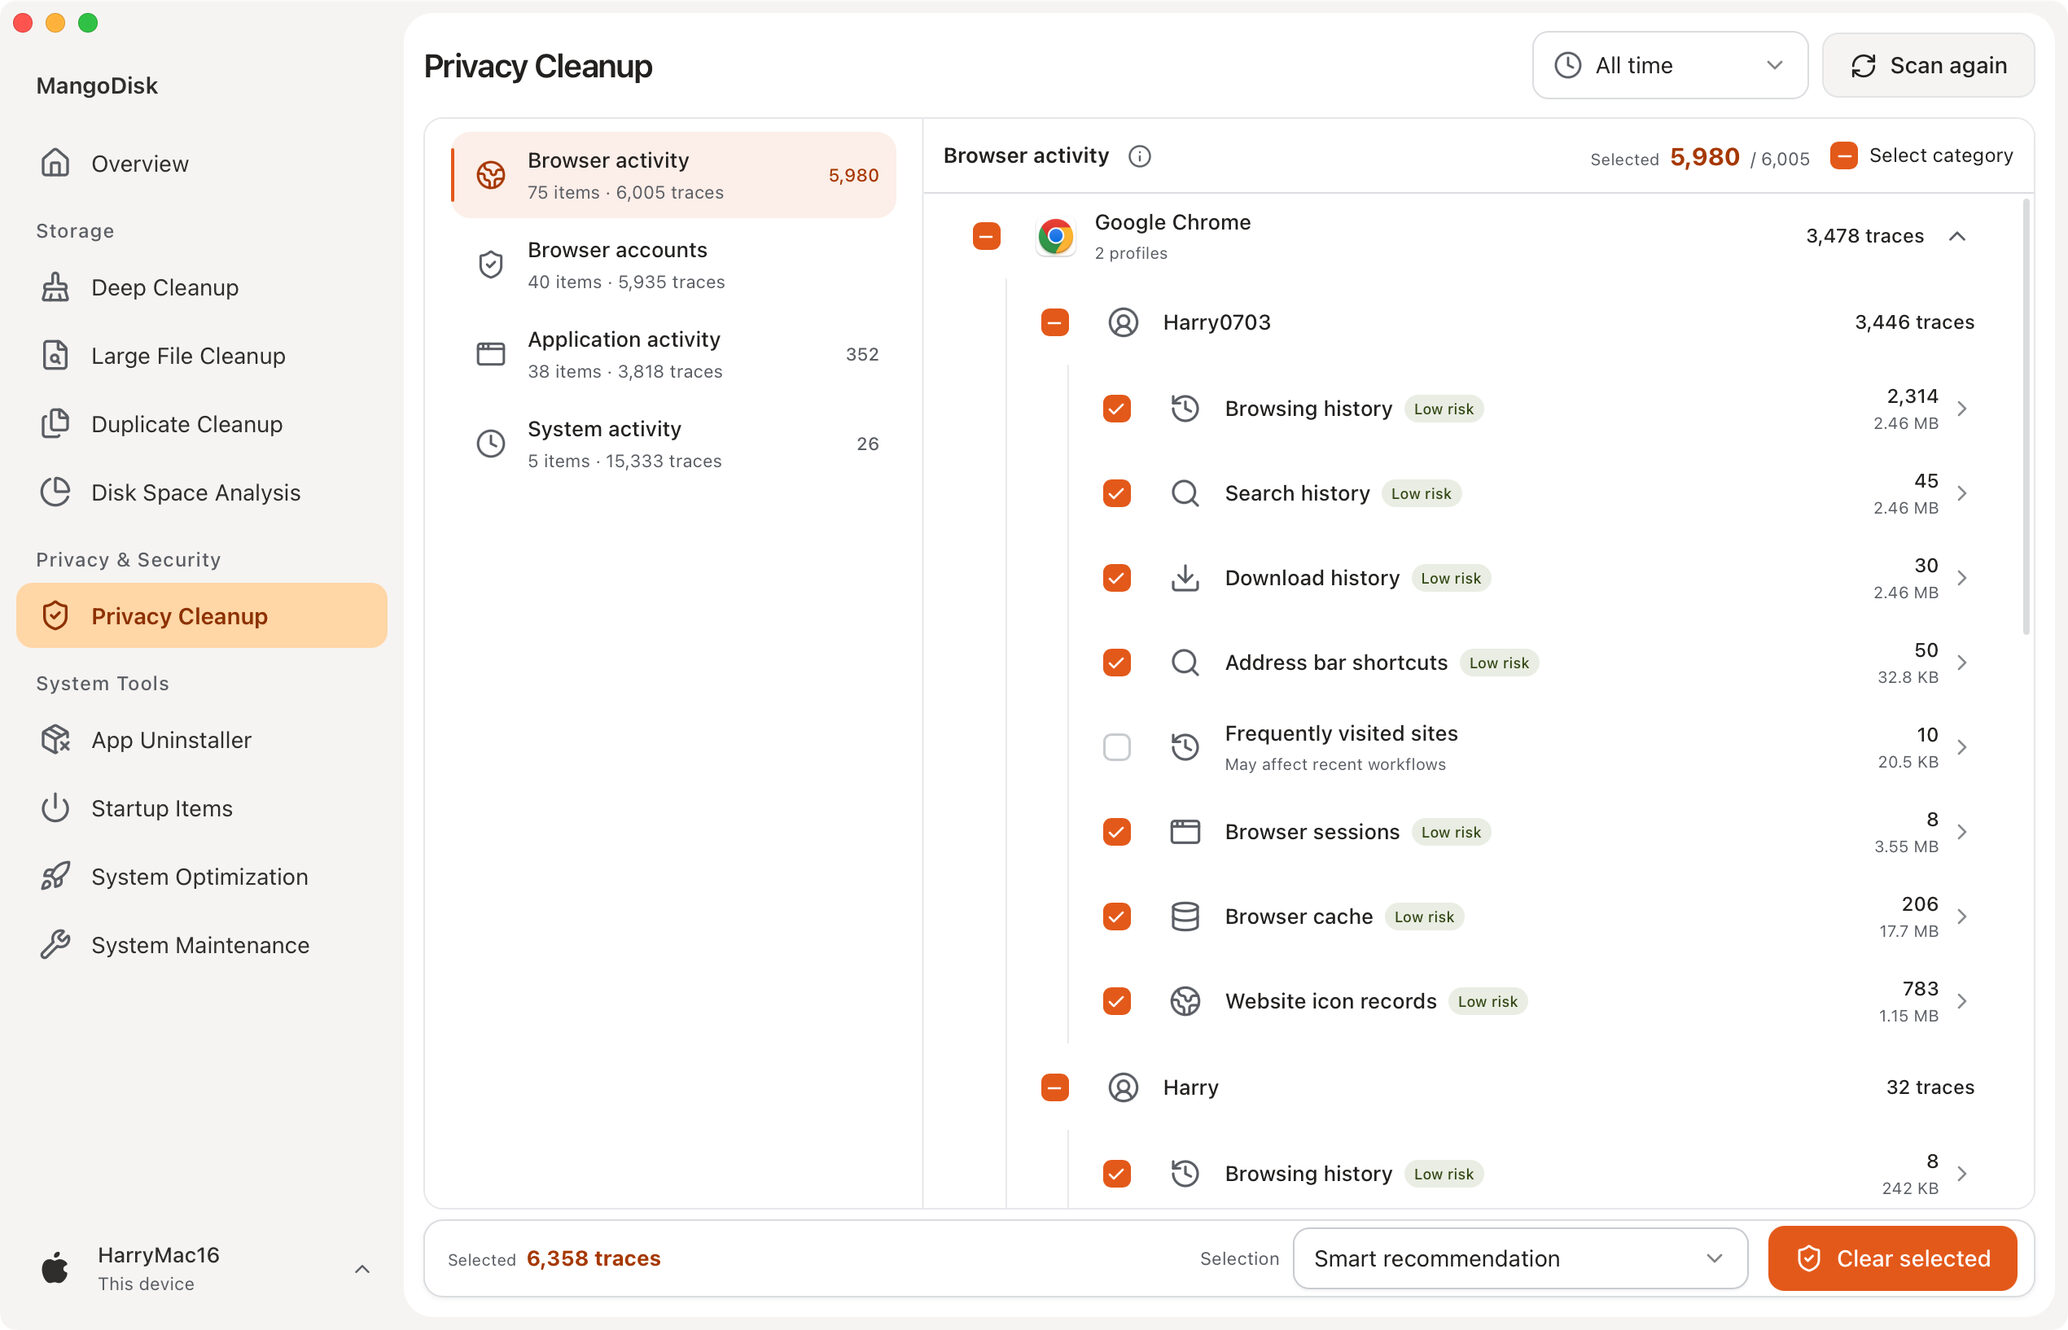 MangoDisk
Overview
Storage
Deep Cleanup
Large File Cleanup
Duplicate Cleanup
Disk Space Analysis
Privacy & Security
Privacy Cleanup
System Tools
App Uninstaller
Startup Items
System Optimization
System Maintenance
HarryMac16
This device
Privacy Cleanup
All time
Scan again
Browser activity
75 items · 6,005 traces
5,980
Browser accounts
40 items · 5,935 traces
Application activity
38 items · 3,818 traces
352
System activity
5 items · 15,333 traces
26
Browser activity
Selected 5,980 / 6,005
Select category
Google Chrome
2 profiles
3,478 traces
Harry0703
3,446 traces
Browsing history Low risk
2,314
2.46 MB
Search history Low risk
45
2.46 MB
Download history Low risk
30
2.46 MB
Address bar shortcuts Low risk
50
32.8 KB
Frequently visited sites
May affect recent workflows
10
20.5 KB
Browser sessions Low risk
8
3.55 MB
Browser cache Low risk
206
17.7 MB
Website icon records Low risk
783
1.15 MB
Harry
32 traces
Browsing history Low risk
8
242 KB
Selected 6,358 traces
Selection
Smart recommendation
Clear selected